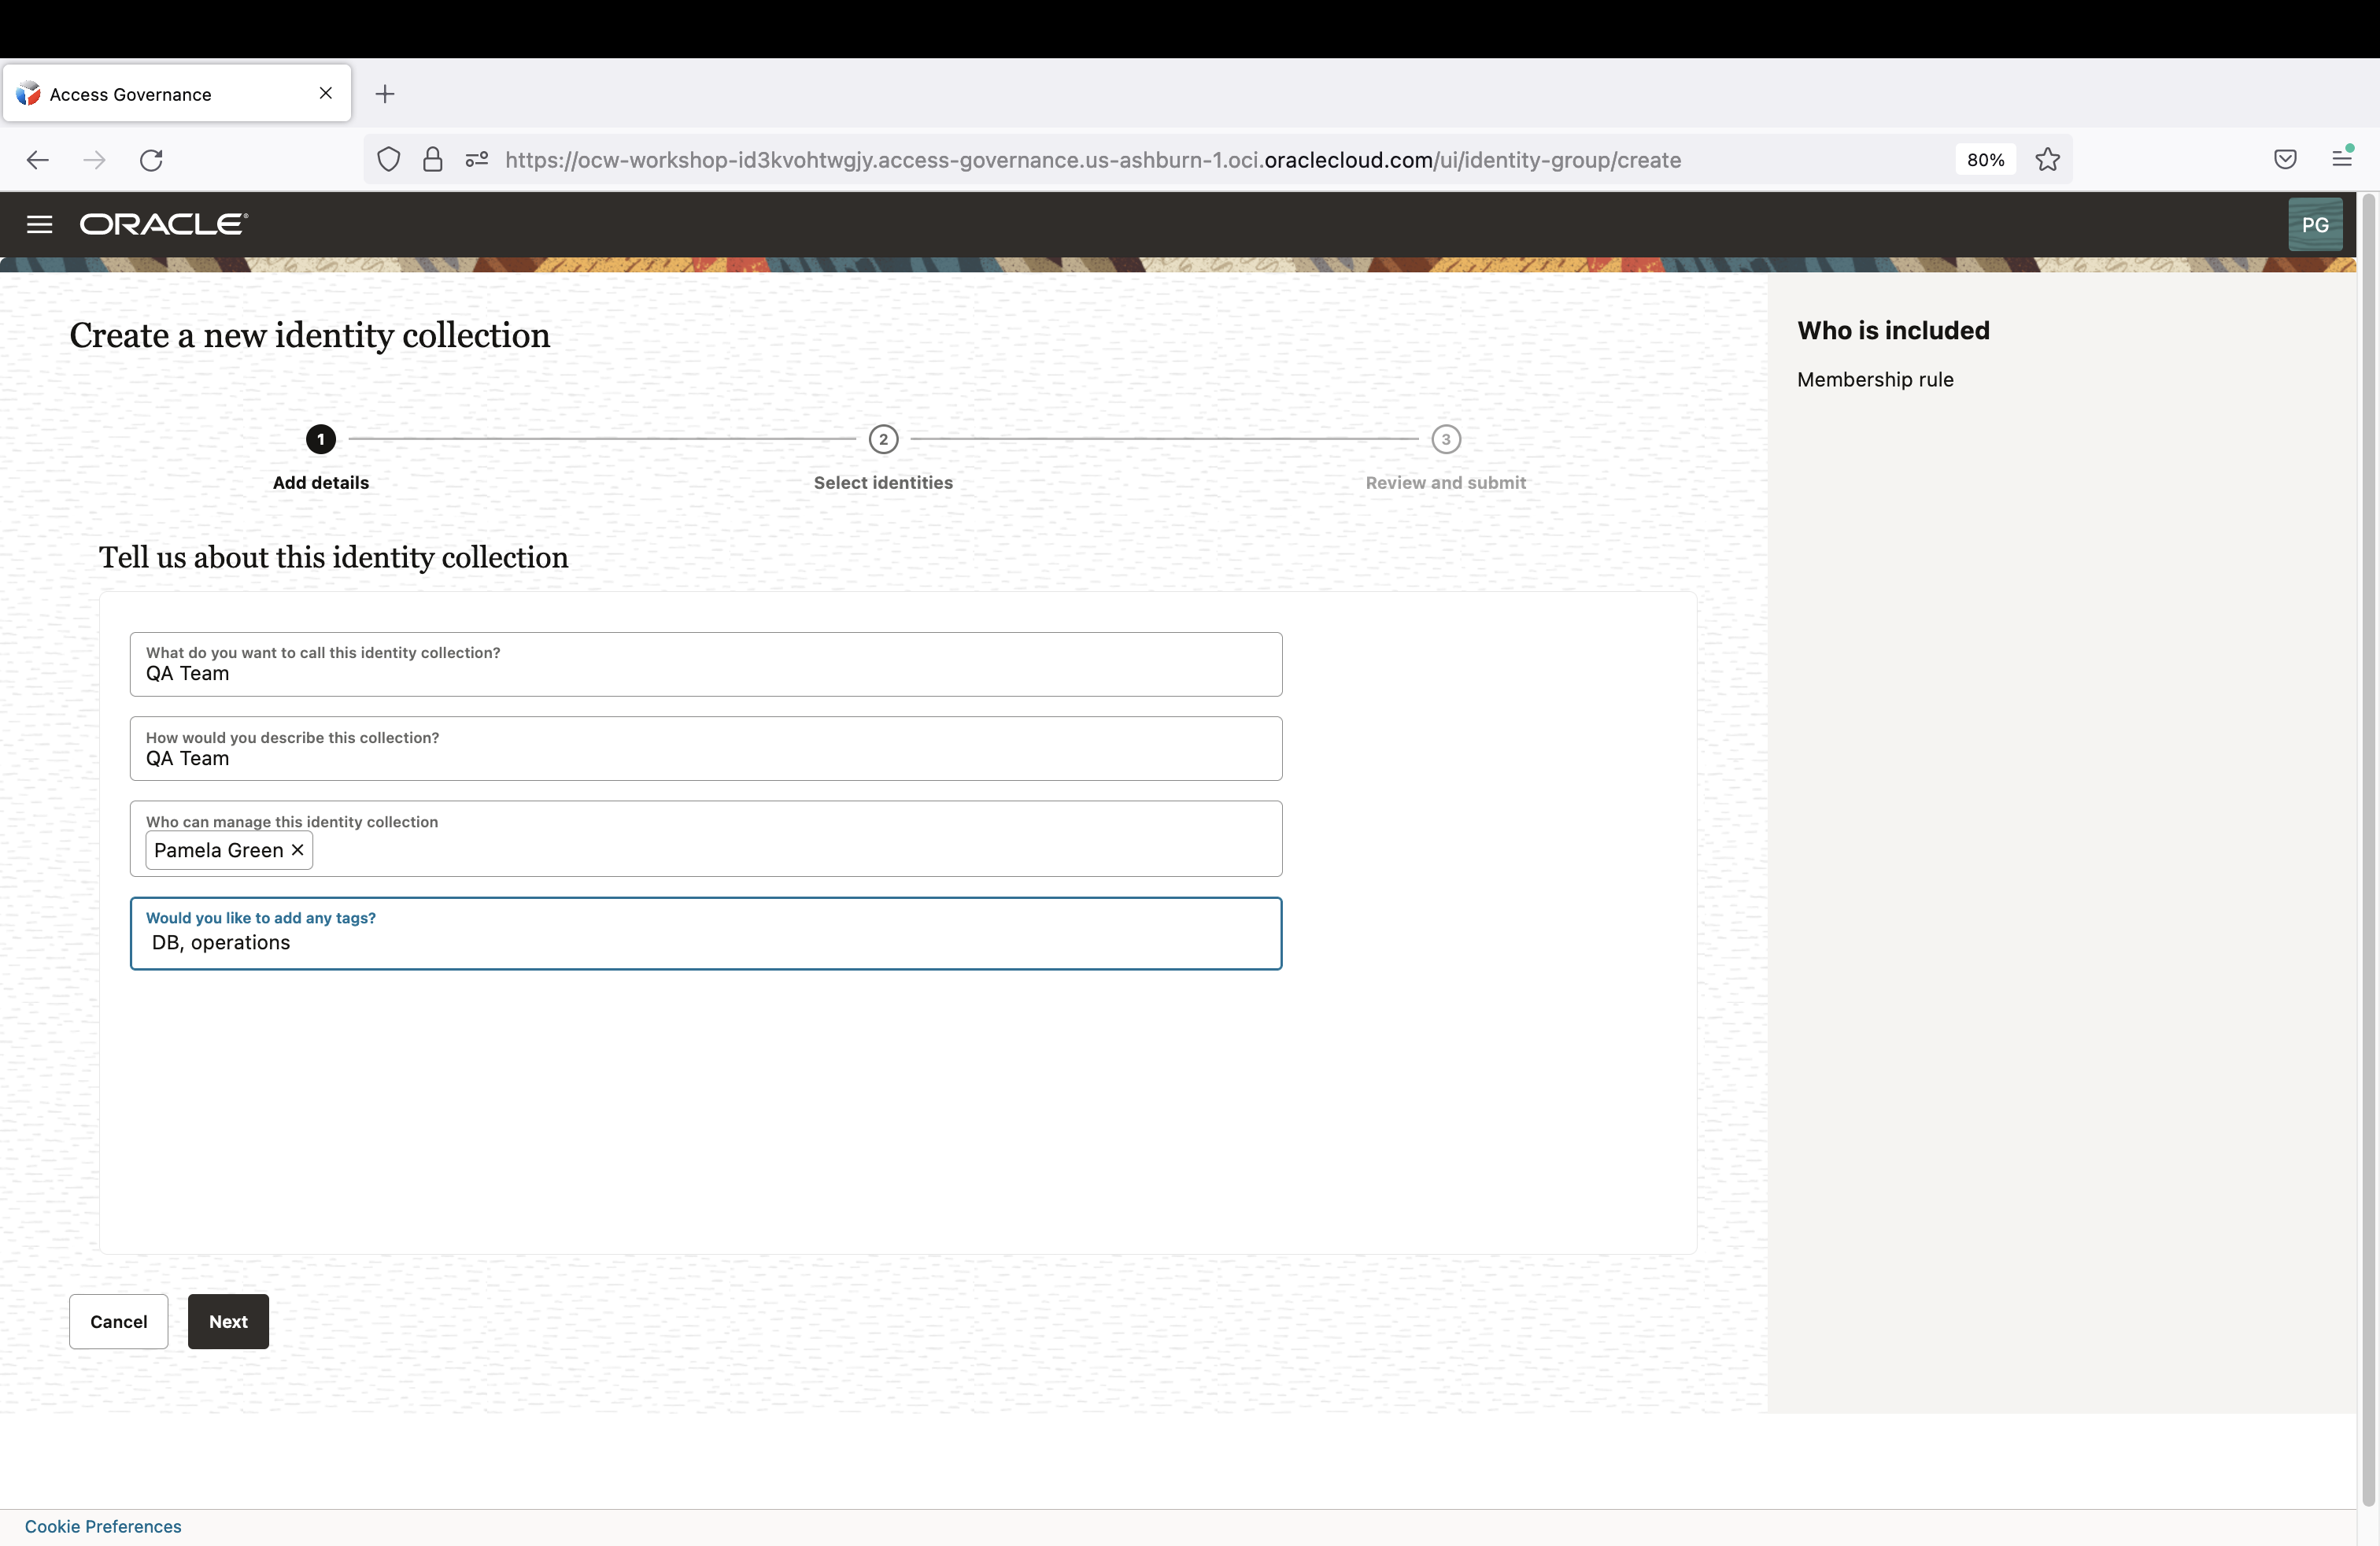 Access Governance
https://ocw-workshop-id3kvohtwgjy.access-governance.us-ashburn-1.oci.oraclecloud.com/ui/identity-group/create
80%
ORACLE
PG
Create a new identity collection
Who is included
Membership rule
1
2
3
Add details
Select identities
Review and submit
Tell us about this identity collection
What do you want to call this identity collection?
QA Team
How would you describe this collection?
QA Team
Who can manage this identity collection
Pamela Green
Would you like to add any tags?
DB, operations
Cancel
Next
Cookie Preferences